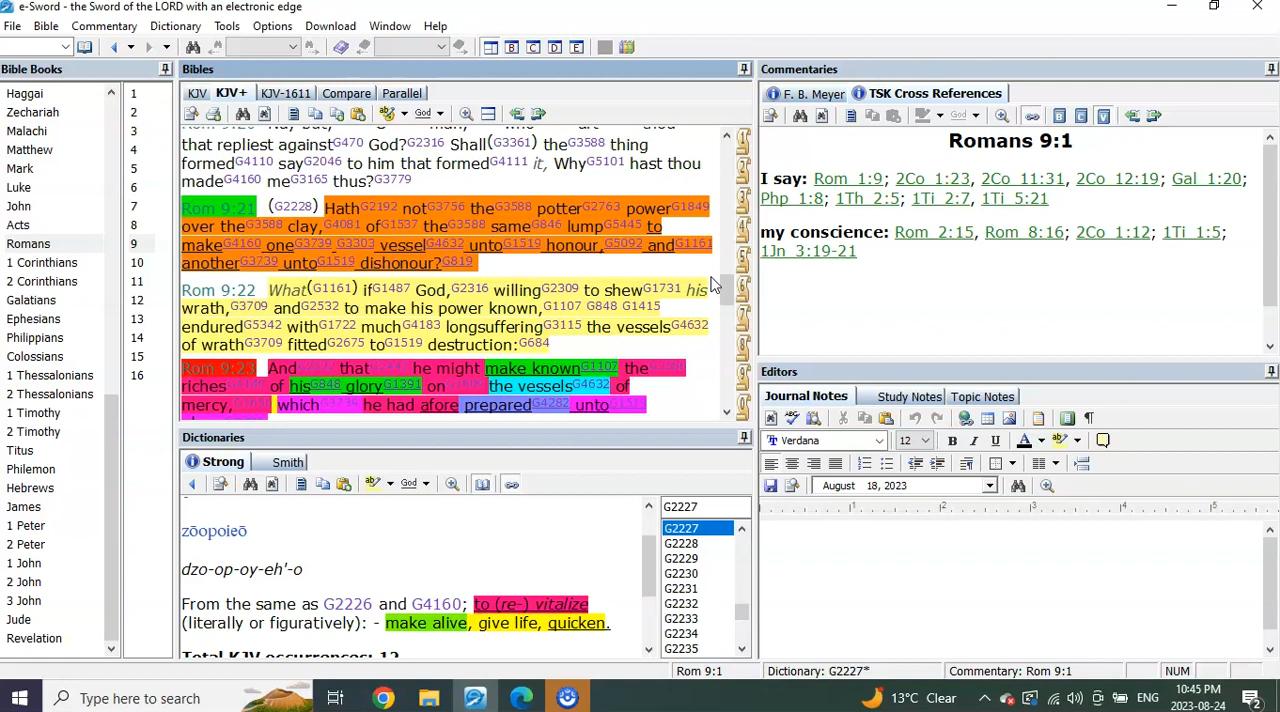 e-Sword - the Sword of the LORD with an electronic edge
File Bible Commentary Dictionary Tools Options Download Window Help
B C D E
Bible Books
Haggai
Zechariah
Malachi
Matthew
Mark
Luke
John
Acts
Romans
1 Corinthians
2 Corinthians
Galatians
Ephesians
Philippians
Colossians
1 Thessalonians
2 Thessalonians
1 Timothy
2 Timothy
Titus
Philemon
Hebrews
James
1 Peter
2 Peter
1 John
2 John
3 John
Jude
Revelation
1
2
3
4
5
6
7
8
9
10
11
12
13
14
15
16
Bibles
KJV KJV+ KJV-1611 Compare Parallel
God
that repliest against G470 God? G2316 Shall (G3361) the G3588 thing
formed G4110 say G2046 to him that formed G4111 it, Why G5101 hast thou
made G4160 me G3165 thus? G3779
Rom 9:21 (G2228) Hath G2192 not G3756 the G3588 potter G2763 power G1849
over the G3588 clay, G4081 of G1537 the G3588 same G846 lump G5445 to
make G4160 one G3739 G3303 vessel G4632 unto G1519 honour, G5092 and G1161
another G3739 unto G1519 dishonour? G819
Rom 9:22 What (G1161) if G1487 God, G2316 willing G2309 to shew G1731 his
wrath, G3709 and G2532 to make his power known, G1107 G848 G1415
endured G5342 with G1722 much G4183 longsuffering G3115 the vessels G4632
of wrath G3709 fitted G2675 to G1519 destruction: G684
Rom 9:23 And that he might make known G1107 the
riches of his G848 glory G1391 on the vessels G4632 of
mercy, which he had afore prepared G4282 unto
Dictionaries
Strong Smith
God
zōopoieō
dzo-op-oy-eh'-o
From the same as G2226 and G4160; to (re-) vitalize
(literally or figuratively): - make alive, give life, quicken.
Total KJV occurrences: 12
G2227
G2227
G2228
G2229
G2230
G2231
G2232
G2233
G2234
G2235
Commentaries
F. B. Meyer TSK Cross References
God B C V
Romans 9:1
I say: Rom 1:9; 2Co 1:23, 2Co 11:31, 2Co 12:19; Gal 1:20;
Php 1:8; 1Th 2:5; 1Ti 2:7, 1Ti 5:21
my conscience: Rom 2:15, Rom 8:16; 2Co 1:12; 1Ti 1:5;
1Jn 3:19-21
Editors
Journal Notes Study Notes Topic Notes
Verdana 12 B I U A
August 18, 2023
1 2 3 4 5
Rom 9:1 Dictionary: G2227* Commentary: Rom 9:1 NUM
Type here to search
13°C Clear
ENG
10:45 PM
2023-08-24
2